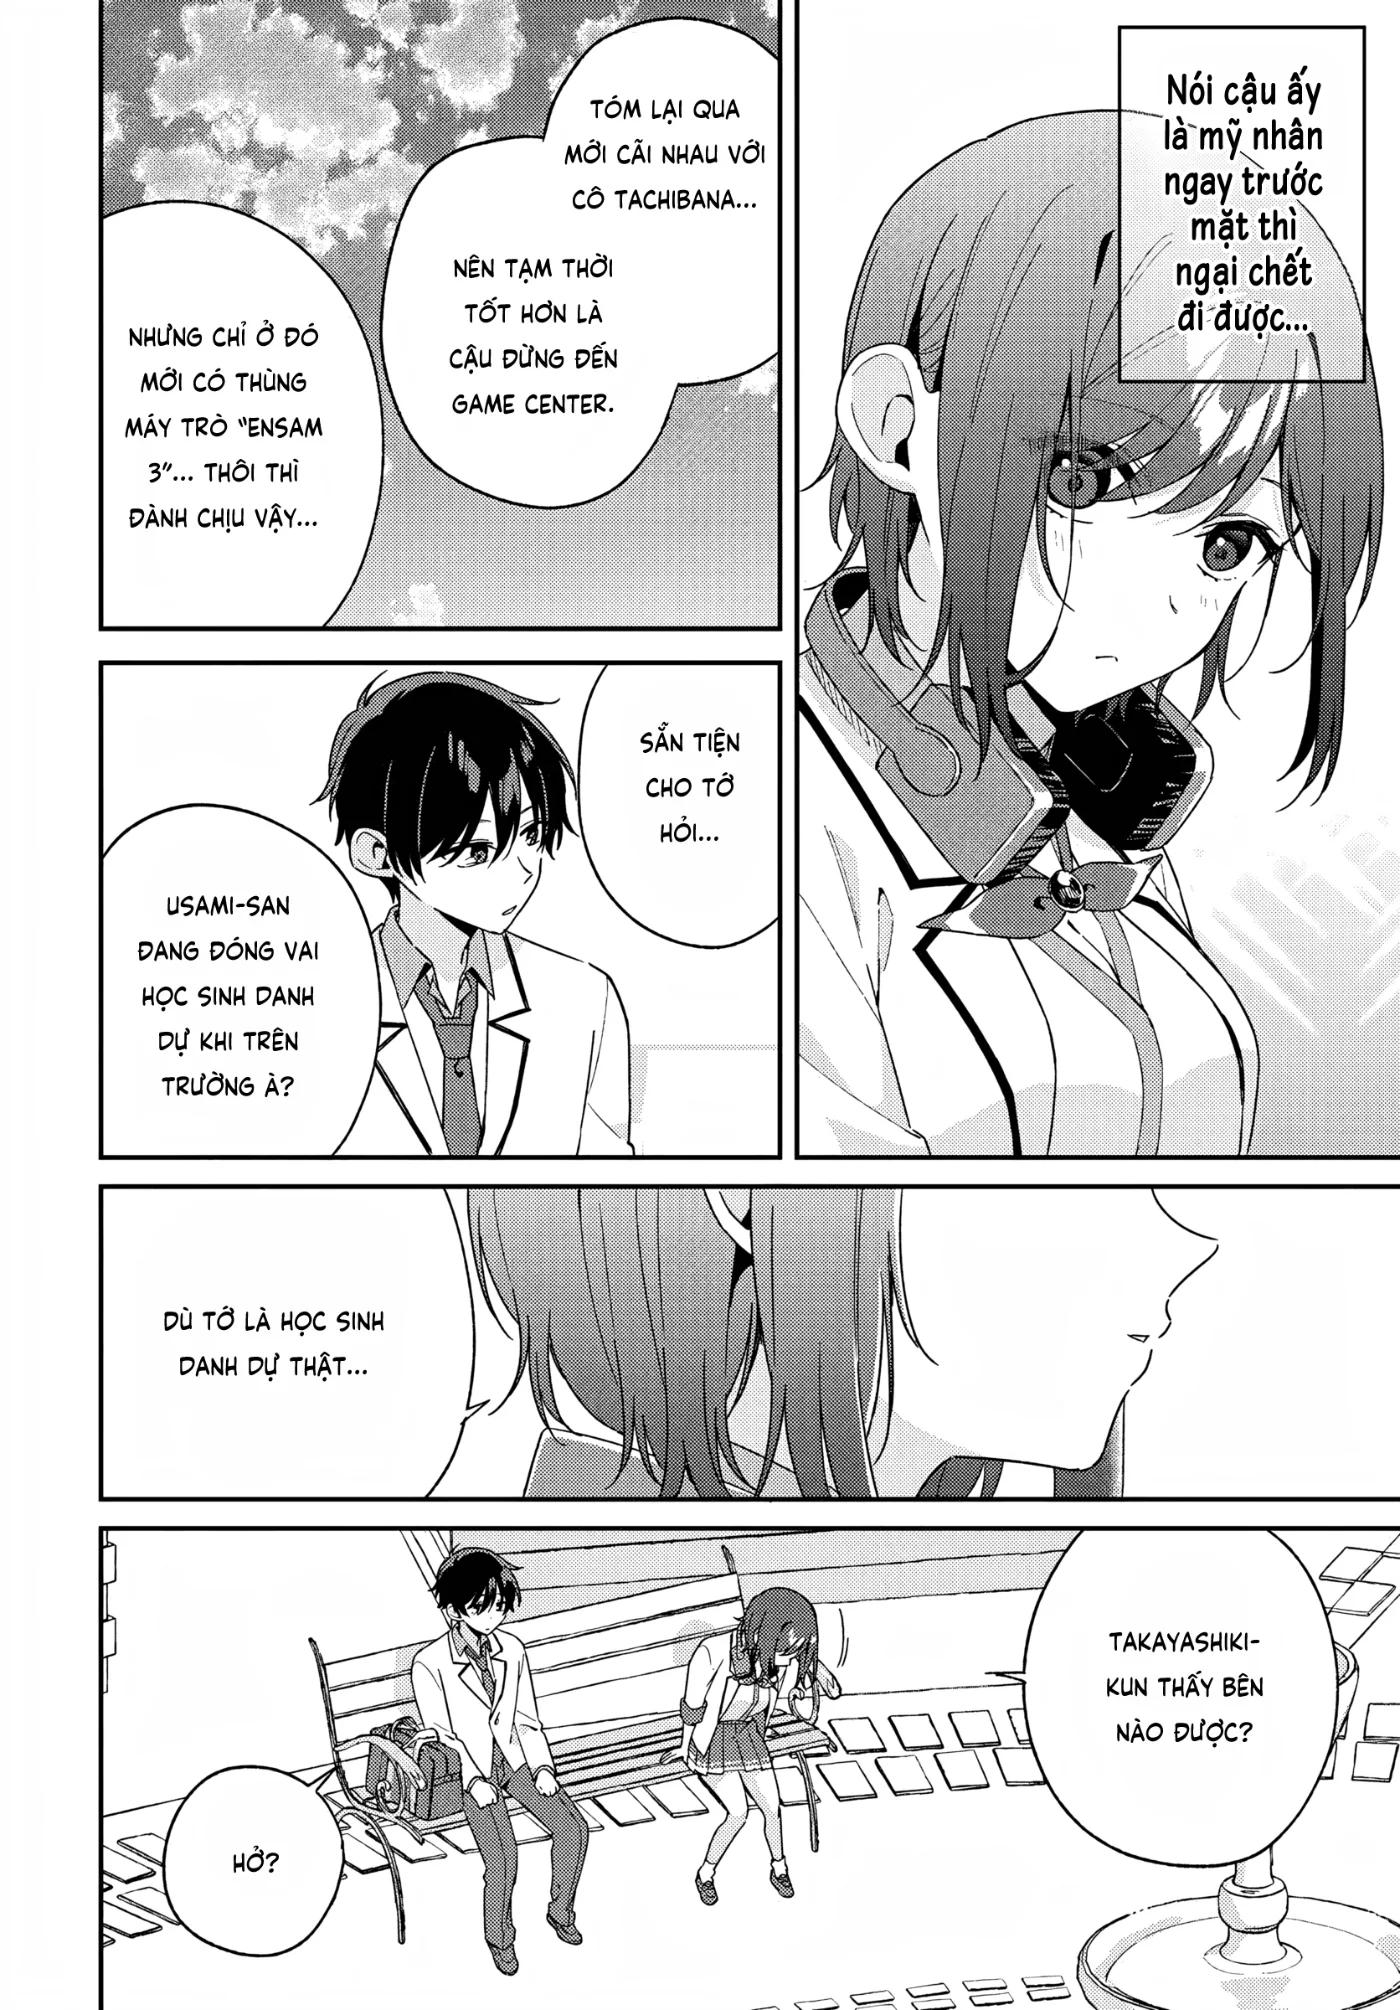 Nói cậu ấy
là mỹ nhân
ngay trước
mặt thì
ngại chết
đi được...
TÓM LẠI QUA
MỚI CÃI NHAU VỚI
CÔ TACHIBANA...
NÊN TẠM THỜI
TỐT HƠN LÀ
CẬU ĐỪNG ĐẾN
GAME CENTER.
NHƯNG CHỈ Ở ĐÓ
MỚI CÓ THÙNG
MÁY TRÒ “ENSAM
3”... THÔI THÌ
ĐÀNH CHỊU VẬY...
SẴN TIỆN
CHO TỚ
HỎI...
USAMI-SAN
ĐANG ĐÓNG VAI
HỌC SINH DANH
DỰ KHI TRÊN
TRƯỜNG À?
DÙ TỚ LÀ HỌC SINH
DANH DỰ THẬT...
TAKAYASHIKI-
KUN THẤY BÊN
NÀO ĐƯỢC?
HỞ?